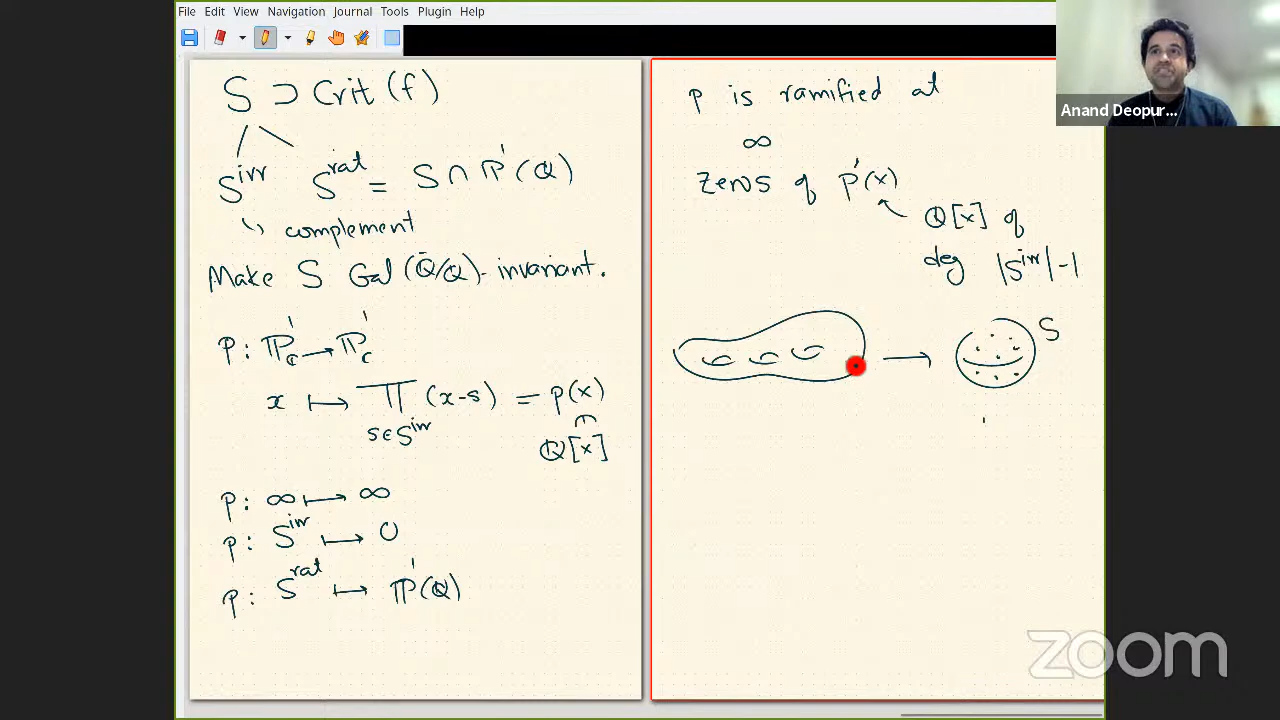 File Edit View Navigation Journal Tools Plugin Help
S ⊃ Crit (f)
S^irr S^rat = S ∩ ℙ¹(ℚ)
↳ complement
Make S Gal (ℚ̄/ℚ)-invariant.
p: ℙ¹_ℂ → ℙ¹_ℂ
x ⟼ ∏ (x-s) = p(x)
s∈S^irr ∩
ℚ[x]
p: ∞ ⟼ ∞
p: S^irr ⟼ 0
p: S^rat ⟼ ℙ¹(ℚ)
p is ramified at
∞
zeros of p'(x)
ℚ[x] of
deg |S^irr|-1
→ S
Anand Deopur...
zoom